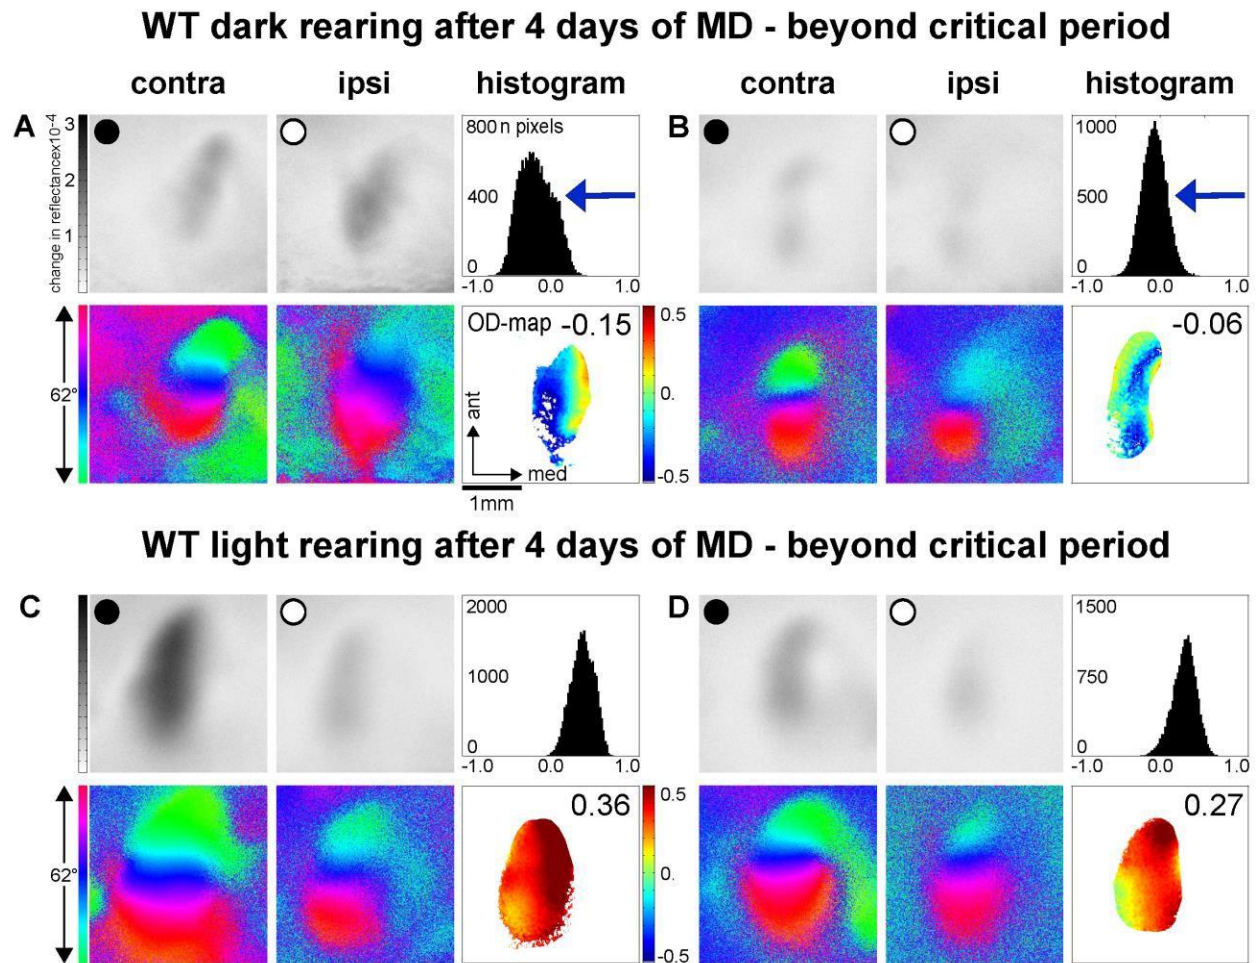 WT dark rearing after 4 days of MD - beyond critical period
contra ipsi histogram contra ipsi histogram
A
change in reflectancex10⁻⁴
3
2
1
800 n pixels
400
0
-1.0 0.0 1.0
B
1000
500
0
-1.0 0.0 1.0
62°
OD-map -0.15
ant
med
1mm
0.5
0.
-0.5
-0.06
WT light rearing after 4 days of MD - beyond critical period
C
2000
1000
0
-1.0 0.0 1.0
D
1500
750
0
-1.0 0.0 1.0
62°
0.36
0.5
0.
-0.5
0.27